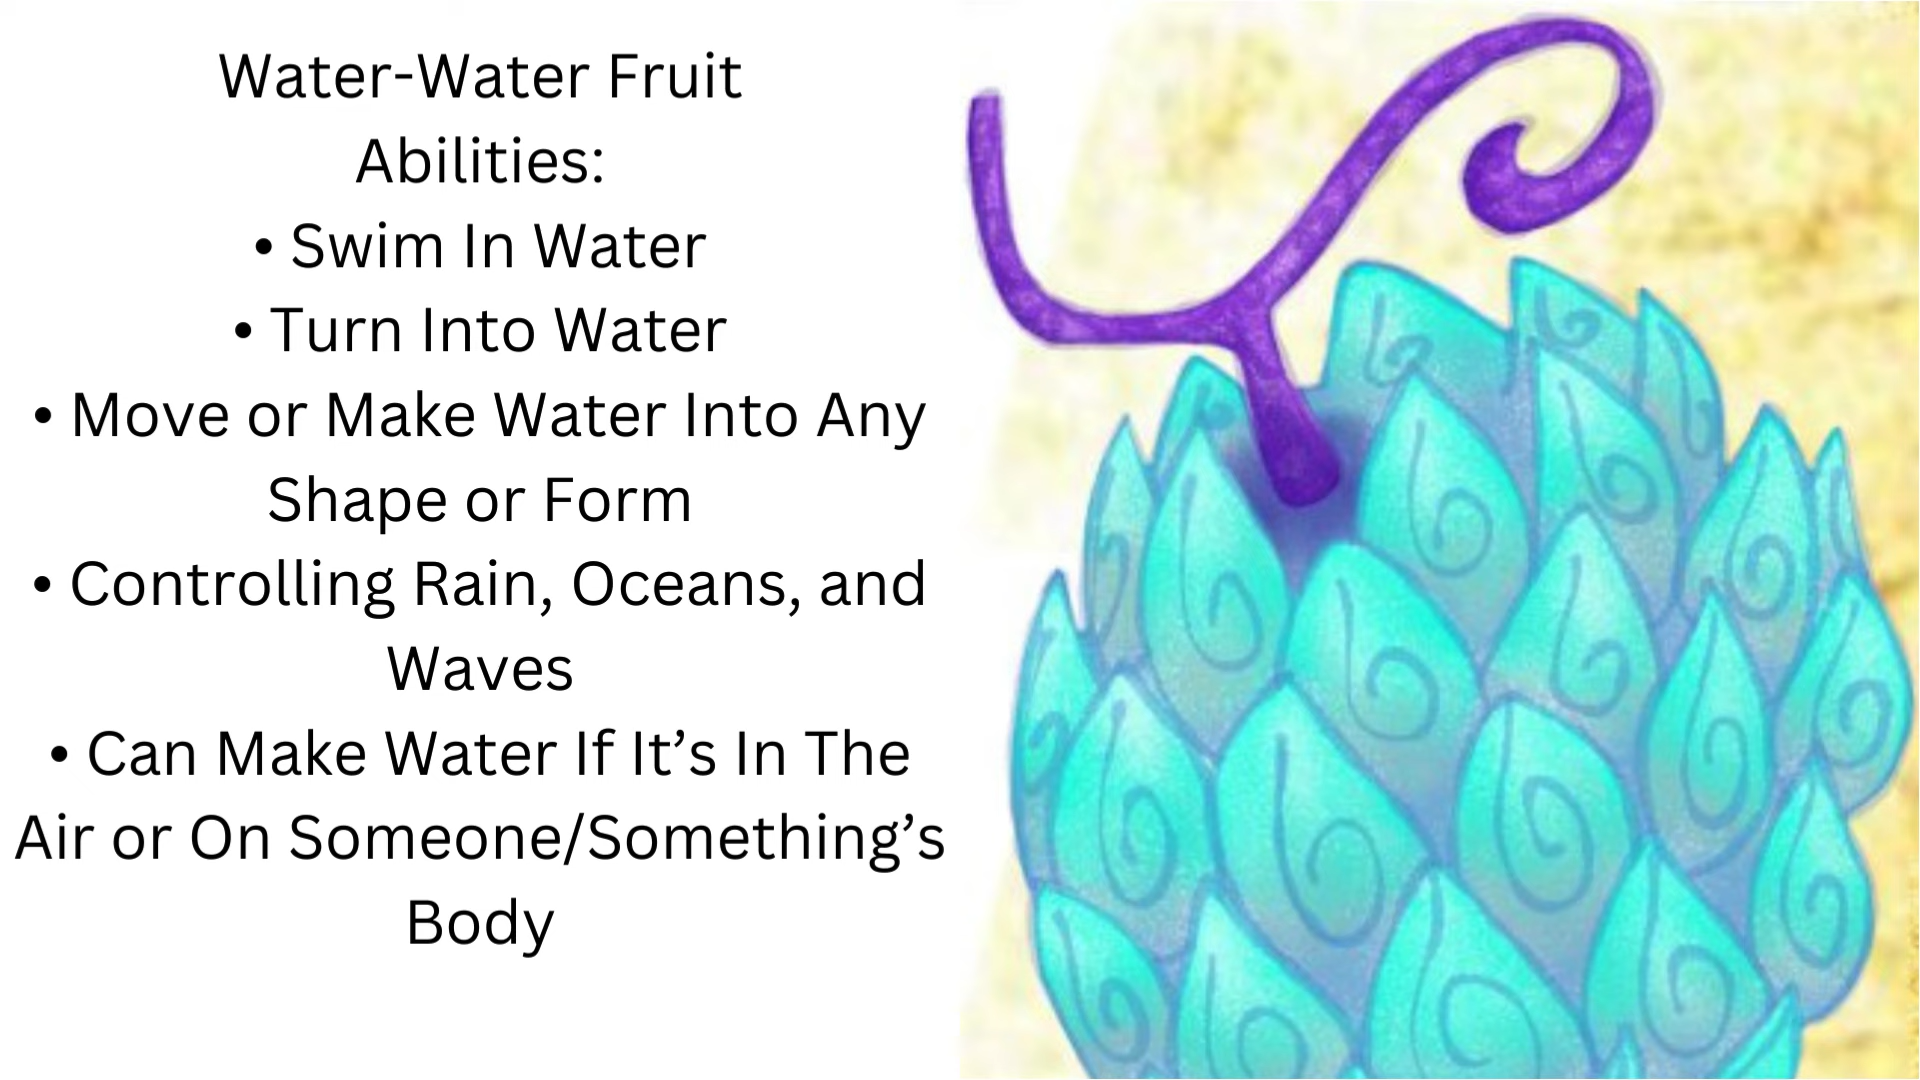 Water-Water Fruit
Abilities:
• Swim In Water
• Turn Into Water
• Move or Make Water Into Any
Shape or Form
• Controlling Rain, Oceans, and
Waves
• Can Make Water If It’s In The
Air or On Someone/Something’s
Body